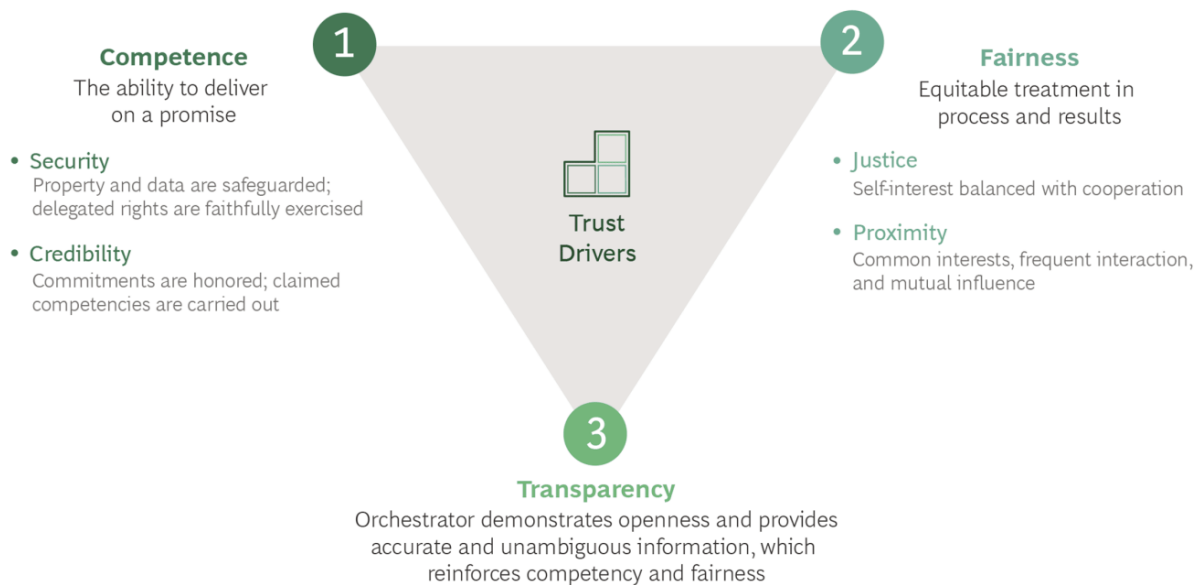 1
Competence
The ability to deliver
on a promise
• Security
Property and data are safeguarded;
delegated rights are faithfully exercised
• Credibility
Commitments are honored; claimed
competencies are carried out
Trust
Drivers
2
Fairness
Equitable treatment in
process and results
• Justice
Self-interest balanced with cooperation
• Proximity
Common interests, frequent interaction,
and mutual influence
3
Transparency
Orchestrator demonstrates openness and provides
accurate and unambiguous information, which
reinforces competency and fairness